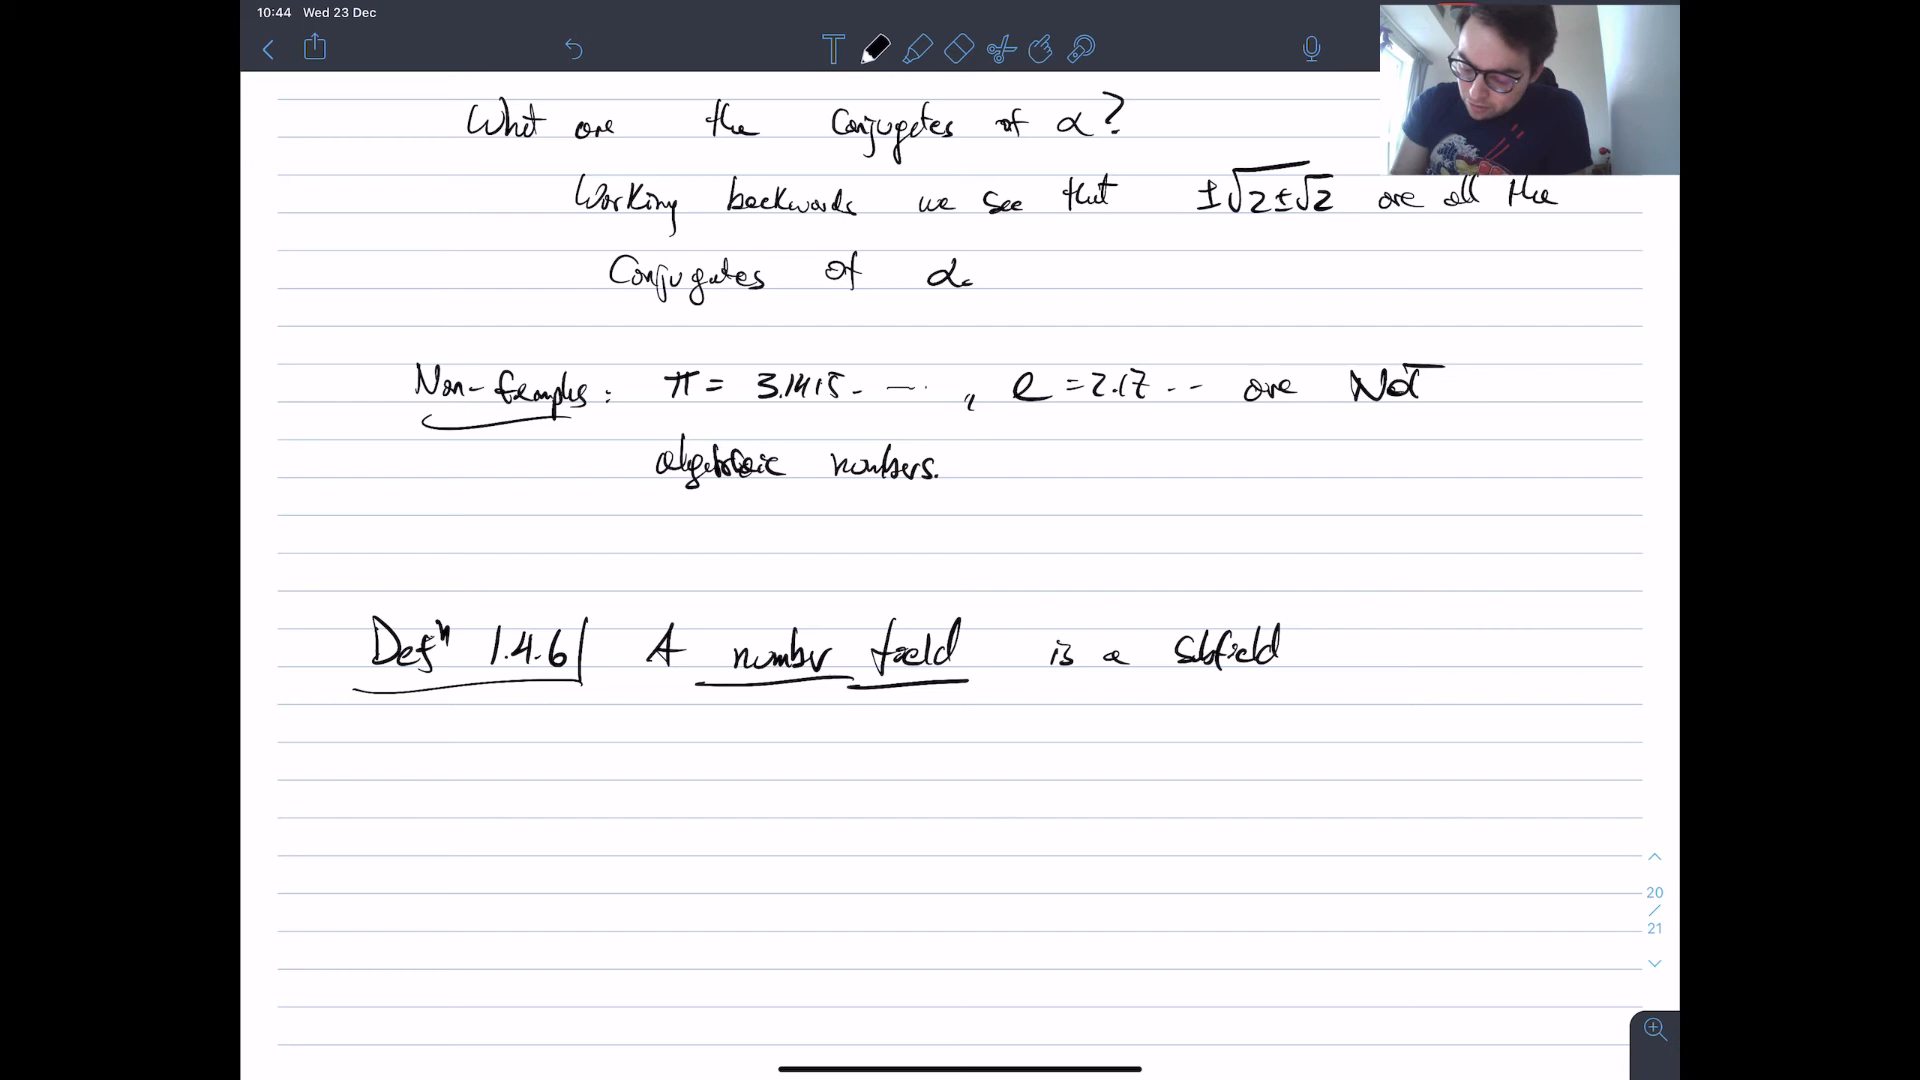 10:44 Wed 23 Dec
What are the Conjugates of α?
Working backwards we see that ±√2±√2 are all the
Conjugates of α.
Non-Examples: π = 3.1415..... , e = 2.17... are NOT
algebraic numbers.
Defⁿ 1.4.6 A number field is a subfield
20
/
21